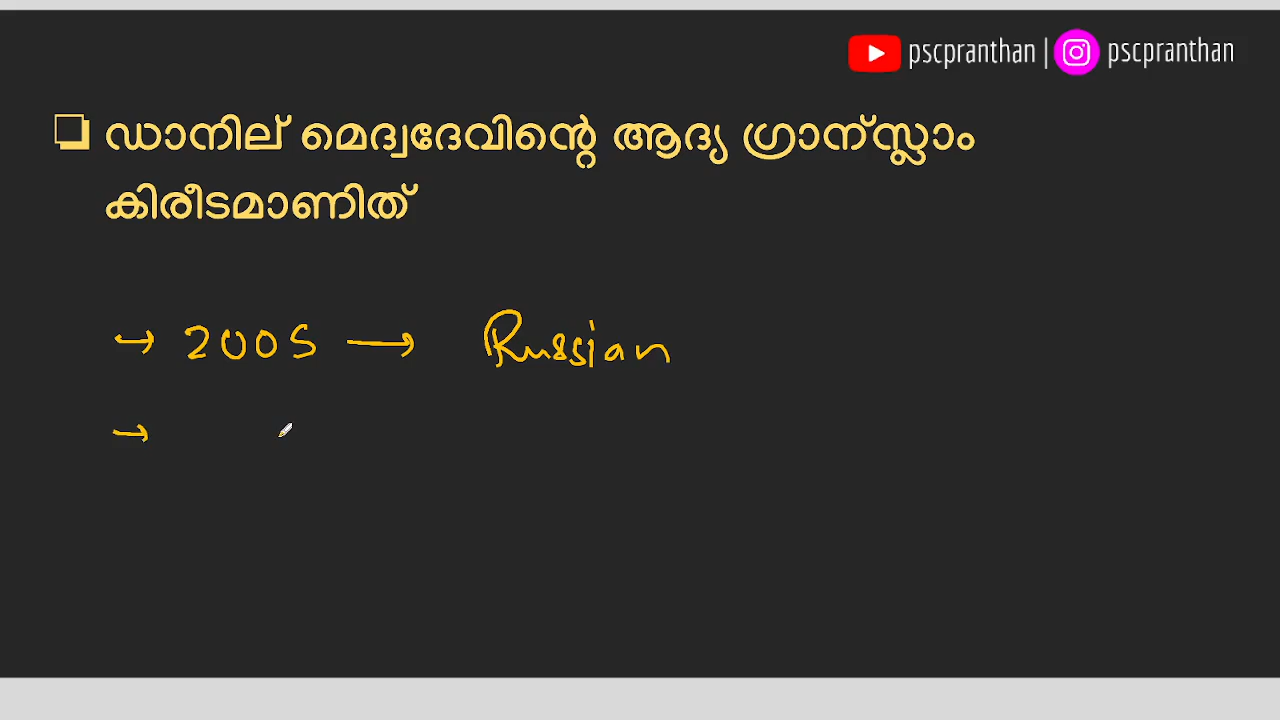 pscpranthan | pscpranthan
ഡാനില് മെദ്വദേവിന്റെ ആദ്യ ഗ്രാന്സ്ലാം
കിരീടമാണിത്
→ 2005 → Russian
→